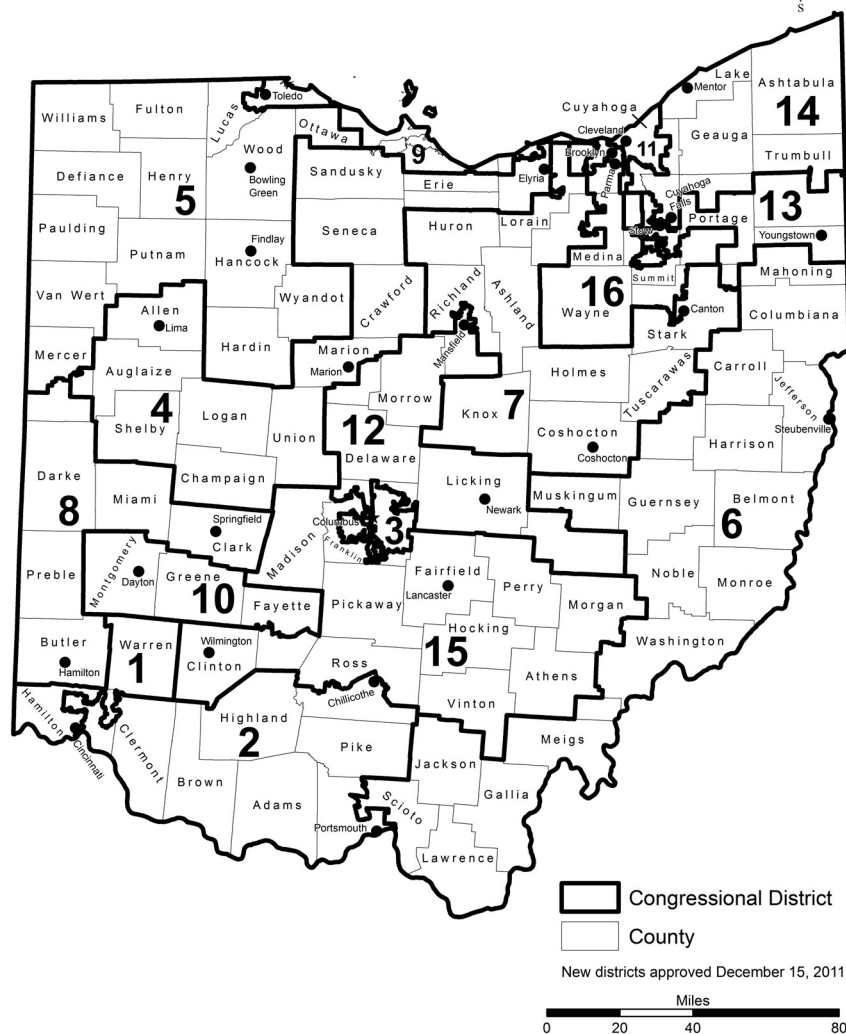 S
Lake
Mentor
Ashtabula
14
Cuyahoga
Cleveland
Geauga
Williams
Fulton
Lucas
Toledo
Ottawa
Wood
Bowling
Green
9
Brooklyn
11
Parma
Trumbull
Defiance
Henry
5
Sandusky
Erie
Elyria
Cuyahoga
Falls
Portage
13
Youngstown
Paulding
Putnam
Findlay
Hancock
Seneca
Huron
Lorain
Medina
Stow
Summit
Mahoning
Van Wert
Allen
Lima
Wyandot
Crawford
Richland
Ashland
16
Wayne
Canton
Stark
Columbiana
Mercer
Auglaize
Hardin
Marion
Marion
Mansfield
Holmes
Tuscarawas
Carroll
Jefferson
Steubenville
4
Shelby
Logan
Union
Morrow
12
Delaware
Knox
7
Coshocton
Coshocton
Harrison
Darke
8
Miami
Champaign
Licking
Newark
Muskingum
Guernsey
Belmont
6
Springfield
Clark
Columbus
3
Franklin
Madison
Preble
Montgomery
Dayton
Greene
10
Fayette
Pickaway
Fairfield
Lancaster
Perry
Morgan
Noble
Monroe
Butler
Hamilton
Warren
1
Wilmington
Clinton
Ross
Chillicothe
Hocking
15
Athens
Washington
Vinton
Hamilton
Cincinnati
Clermont
Highland
2
Pike
Jackson
Meigs
Brown
Adams
Scioto
Gallia
Portsmouth
Lawrence
Congressional District
County
New districts approved December 15, 2011
Miles
0 20 40 80